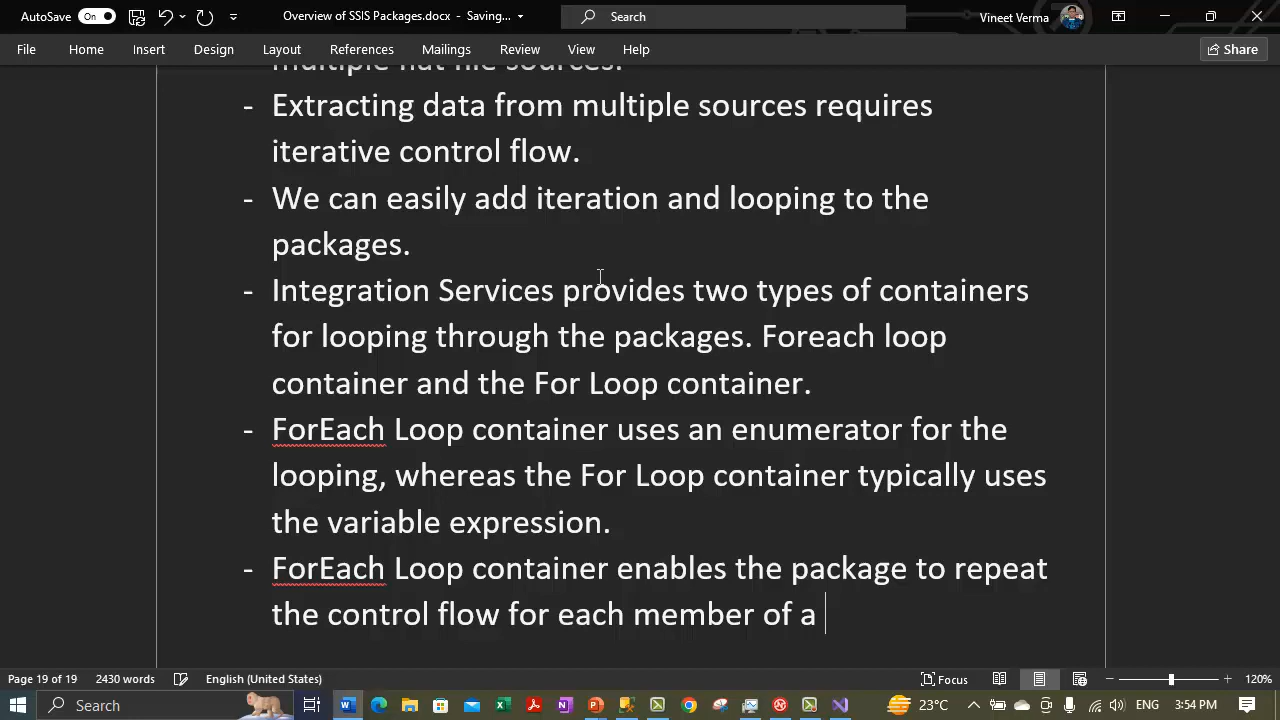 AutoSave On Overview of SSIS Packages.docx - Saving... Search Vineet Verma
File Home Insert Design Layout References Mailings Review View Help Share
multiple flat file sources.
- Extracting data from multiple sources requires
iterative control flow.
- We can easily add iteration and looping to the
packages.
- Integration Services provides two types of containers
for looping through the packages. Foreach loop
container and the For Loop container.
- ForEach Loop container uses an enumerator for the
looping, whereas the For Loop container typically uses
the variable expression.
- ForEach Loop container enables the package to repeat
the control flow for each member of a
Page 19 of 19 2430 words English (United States) Focus 120%
Search 23°C ENG 3:54 PM